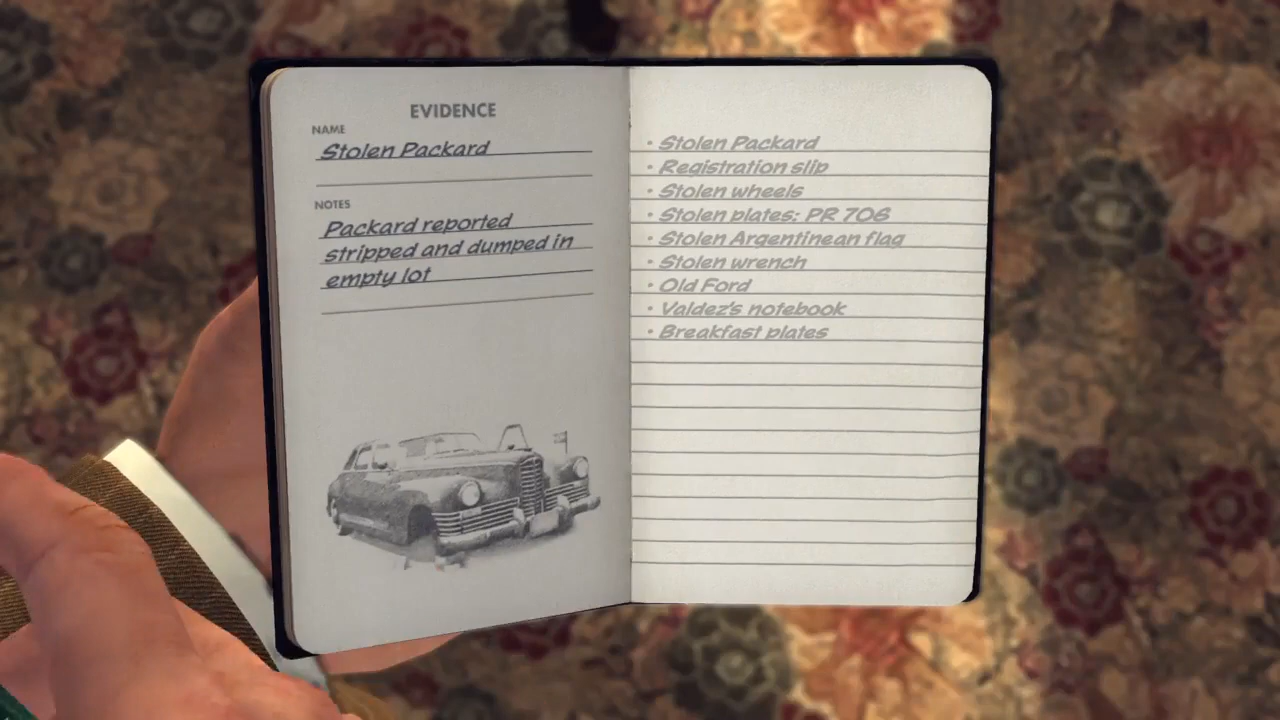 EVIDENCE
NAME
Stolen Packard
NOTES
Packard reported
stripped and dumped in
empty lot
• Stolen Packard
• Registration slip
• Stolen wheels
• Stolen plates: PR 706
• Stolen Argentinean flag
• Stolen wrench
• Old Ford
• Valdez's notebook
• Breakfast plates